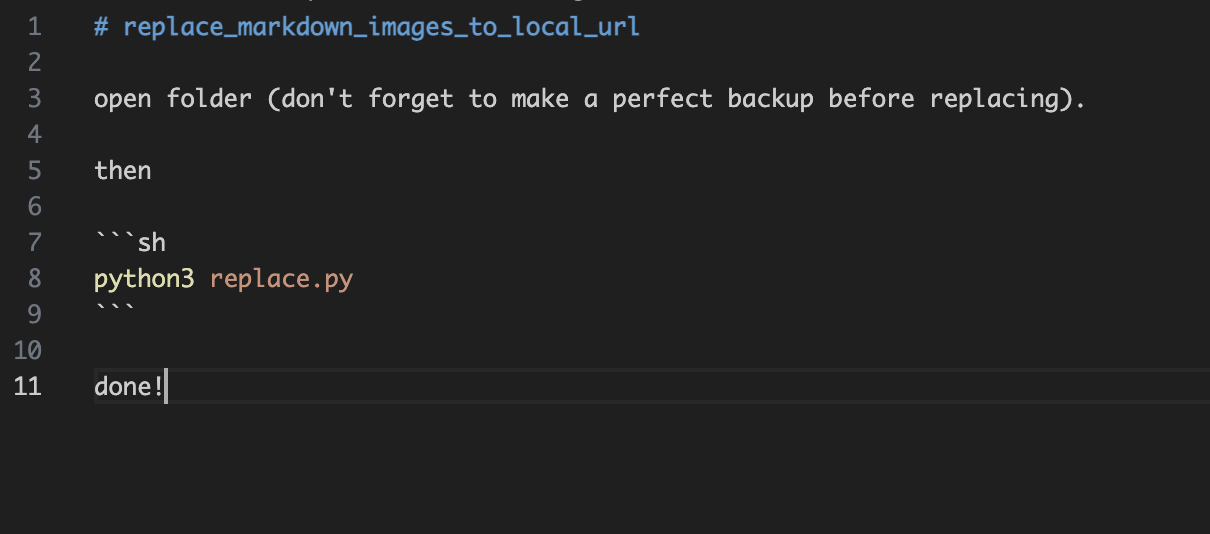 1 # replace_markdown_images_to_local_url
2
3 open folder (don't forget to make a perfect backup before replacing).
4
5 then
6
7 ```sh
8 python3 replace.py
9 ```
10
11 done!